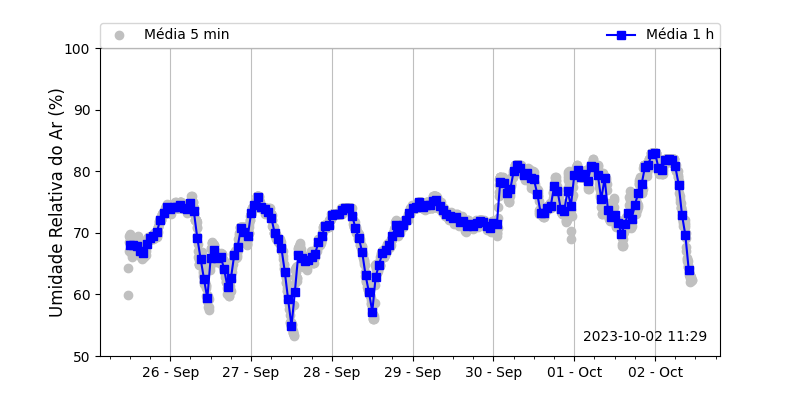 Média 5 min
Média 1 h
Umidade Relativa do Ar (%)
100
90
80
70
60
50
2023-10-02 11:29
26 - Sep
27 - Sep
28 - Sep
29 - Sep
30 - Sep
01 - Oct
02 - Oct